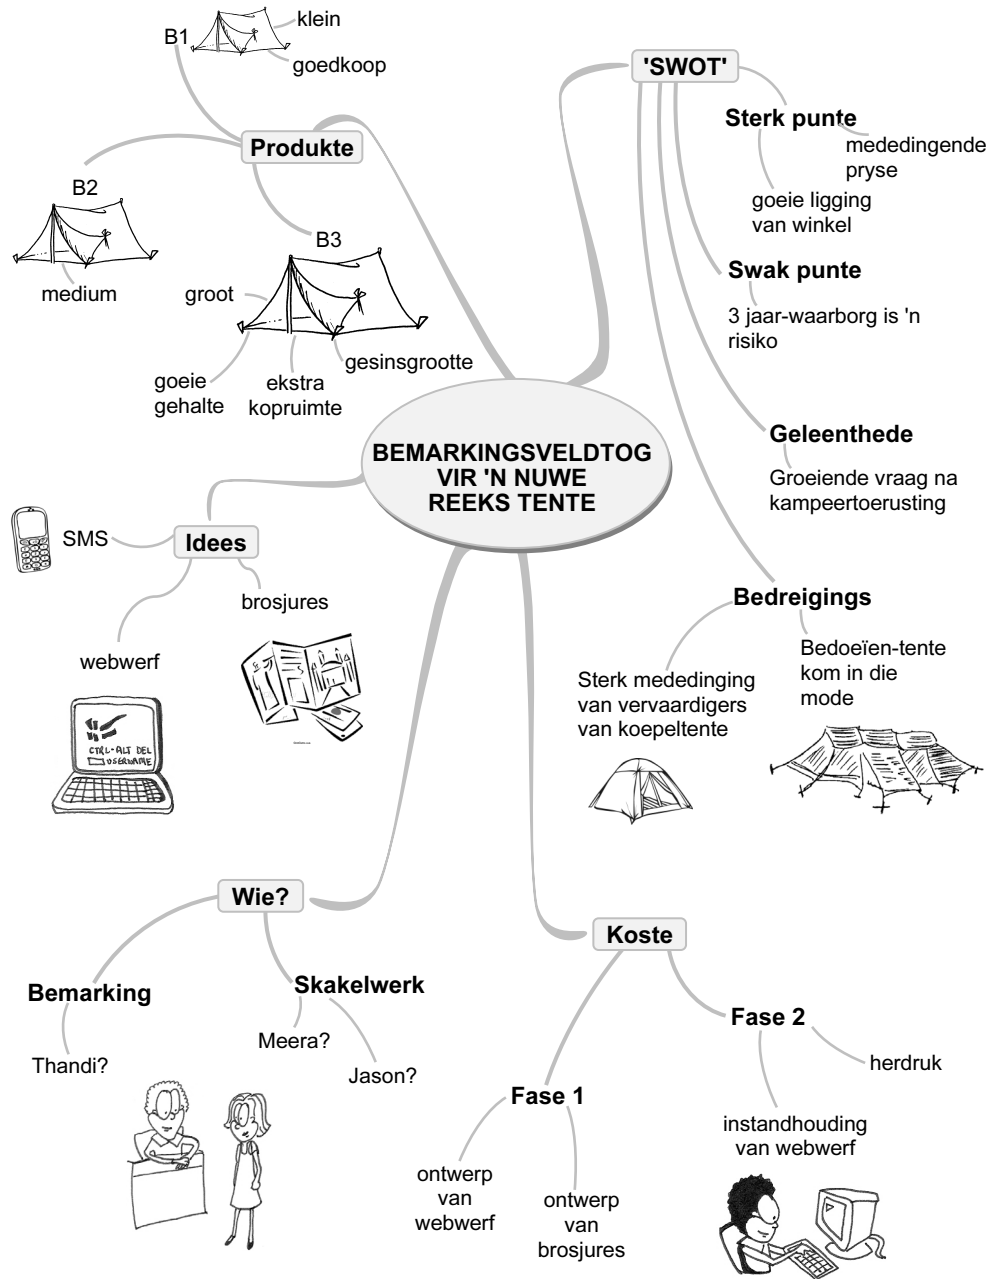 B1
klein
goedkoop
Produkte
B2
medium
B3
groot
gesinsgrootte
goeie
gehalte
ekstra
kopruimte
'SWOT'
Sterk punte
mededingende
pryse
goeie ligging
van winkel
Swak punte
3 jaar-waarborg is 'n
risiko
Geleenthede
Groeiende vraag na
kampeertoerusting
Bedreigings
Sterk mededinging
van vervaardigers
van koepeltente
Bedoeïen-tente
kom in die
mode
BEMARKINGSVELDTOG
VIR 'N NUWE
REEKS TENTE
Idees
SMS
brosjures
webwerf
CTRL-ALT DEL
USERNAME
Wie?
Bemarking
Thandi?
Skakelwerk
Meera?
Jason?
Koste
Fase 1
ontwerp
van
webwerf
ontwerp
van
brosjures
Fase 2
herdruk
instandhouding
van webwerf